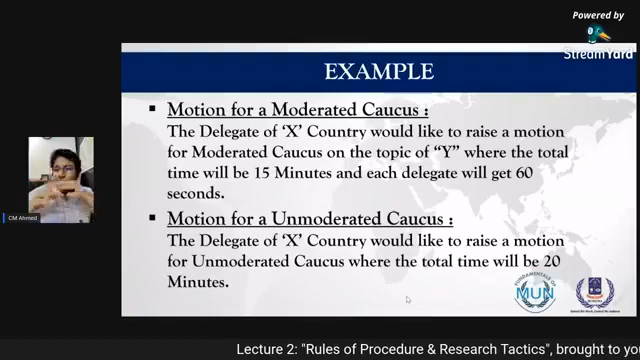 Powered by
StreamYard
EXAMPLE
▪ Motion for a Moderated Caucus :
The Delegate of ‘X’ Country would like to raise a motion
for Moderated Caucus on the topic of “Y” where the total
time will be 15 Minutes and each delegate will get 60
seconds.
▪ Motion for a Unmoderated Caucus :
The Delegate of ‘X’ Country would like to raise a motion
for Unmoderated Caucus where the total time will be 20
Minutes.
CM Ahmed
FUNDAMENTALS OF
MUN
Lecture 2: "Rules of Procedure & Research Tactics", brought to yo